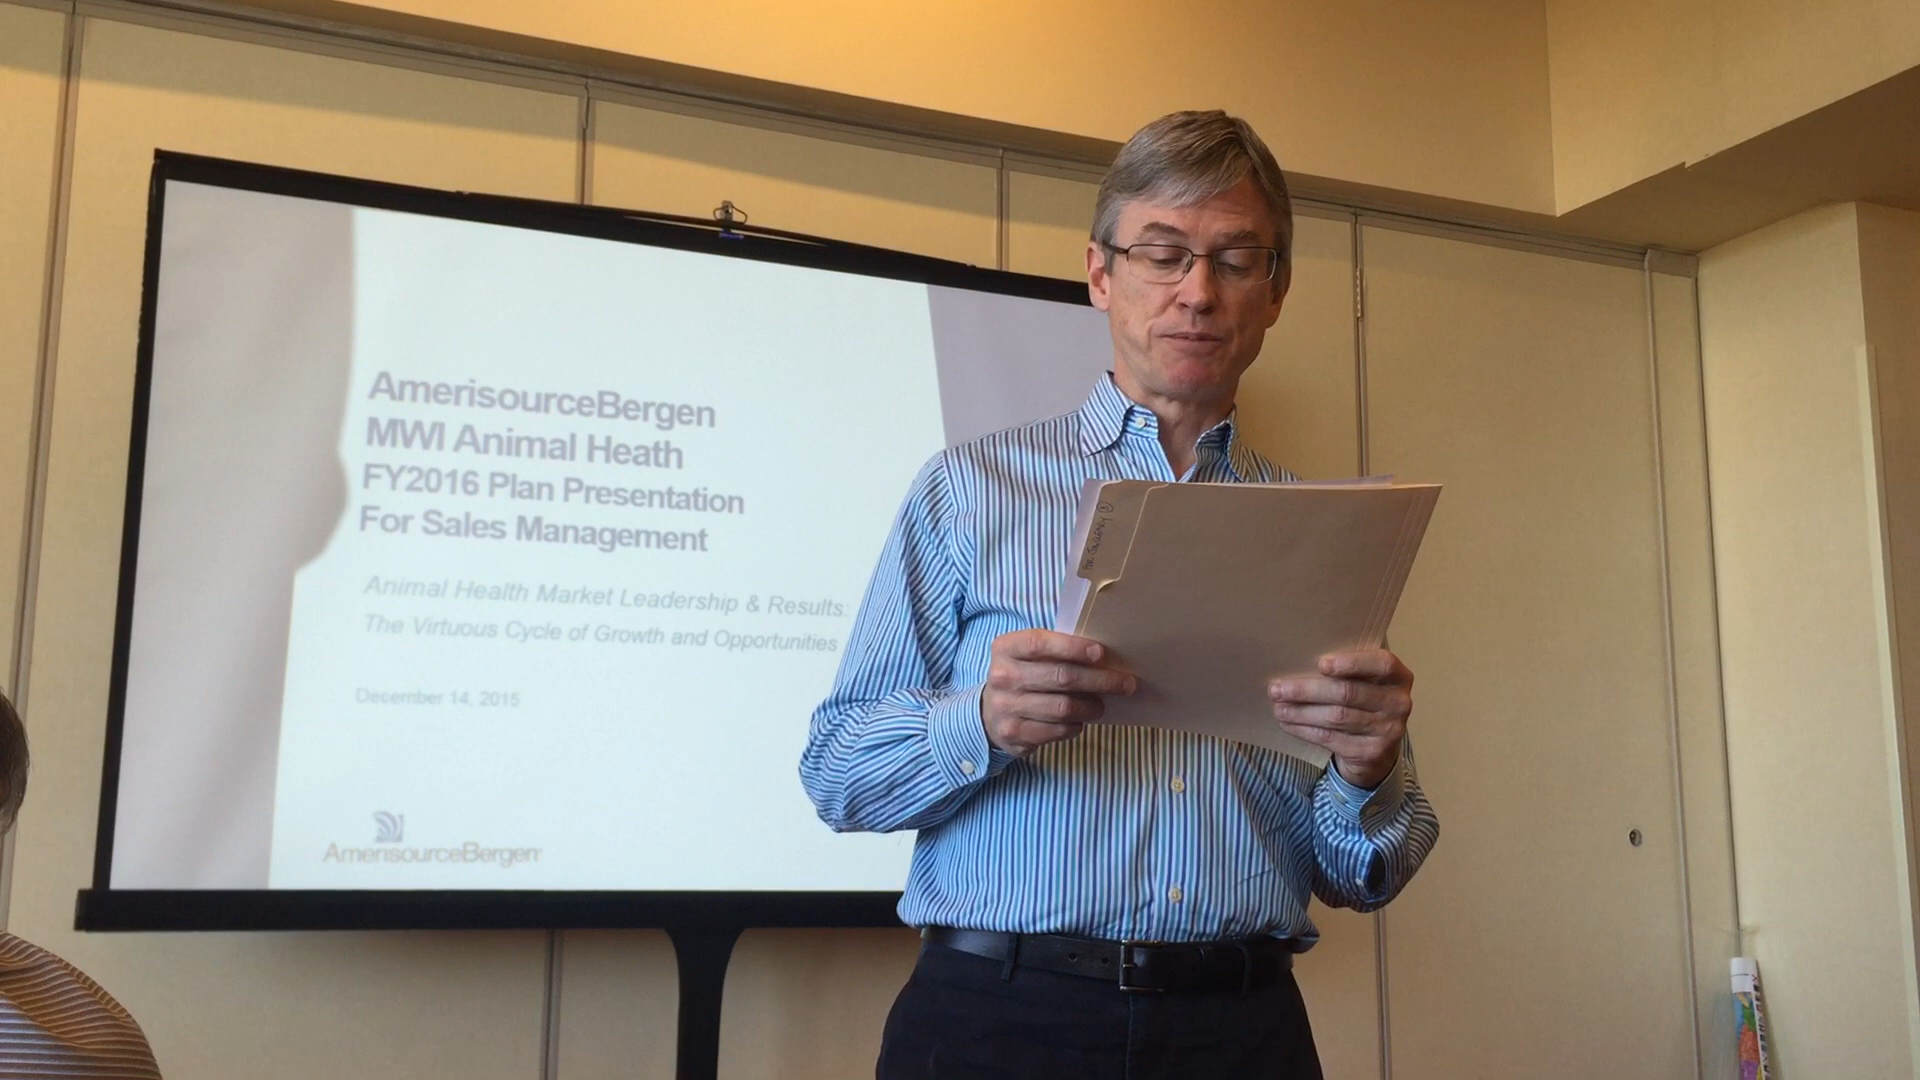 AmerisourceBergen
MWI Animal Heath
FY2016 Plan Presentation
For Sales Management
Animal Health Market Leadership & Results:
The Virtuous Cycle of Growth and Opportunities
December 14, 2015
AmerisourceBergen